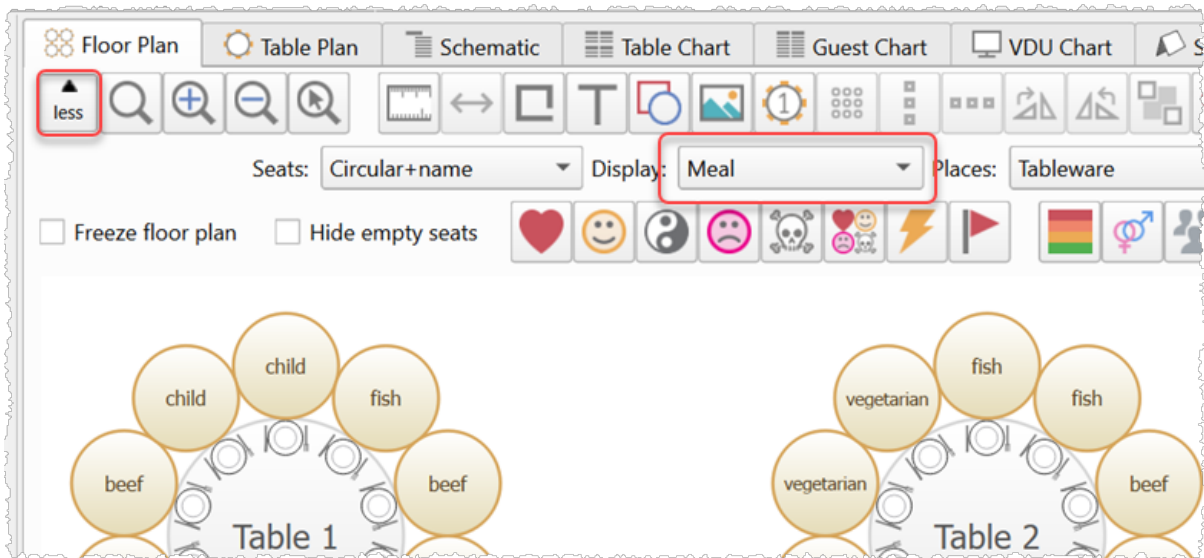 Floor Plan Table Plan Schematic Table Chart Guest Chart VDU Chart S
less 1
Seats: Circular+name Display: Meal Places: Tableware
Freeze floor plan Hide empty seats
child fish
child fish vegetarian fish
beef beef vegetarian beef
Table 1 Table 2